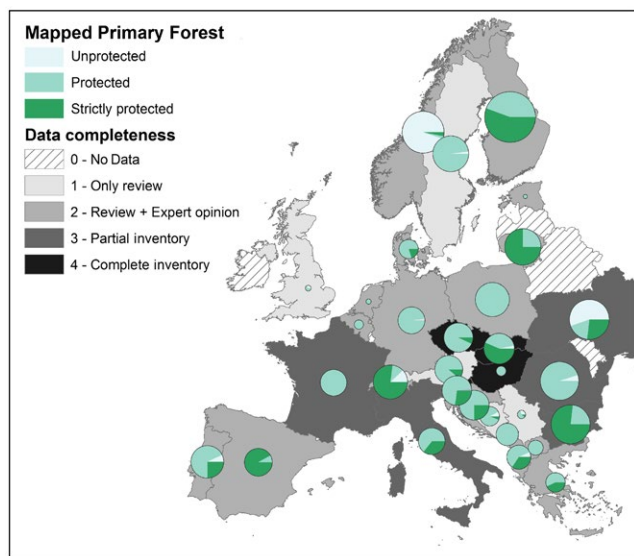 Mapped Primary Forest
Unprotected
Protected
Strictly protected
Data completeness
0 - No Data
1 - Only review
2 - Review + Expert opinion
3 - Partial inventory
4 - Complete inventory